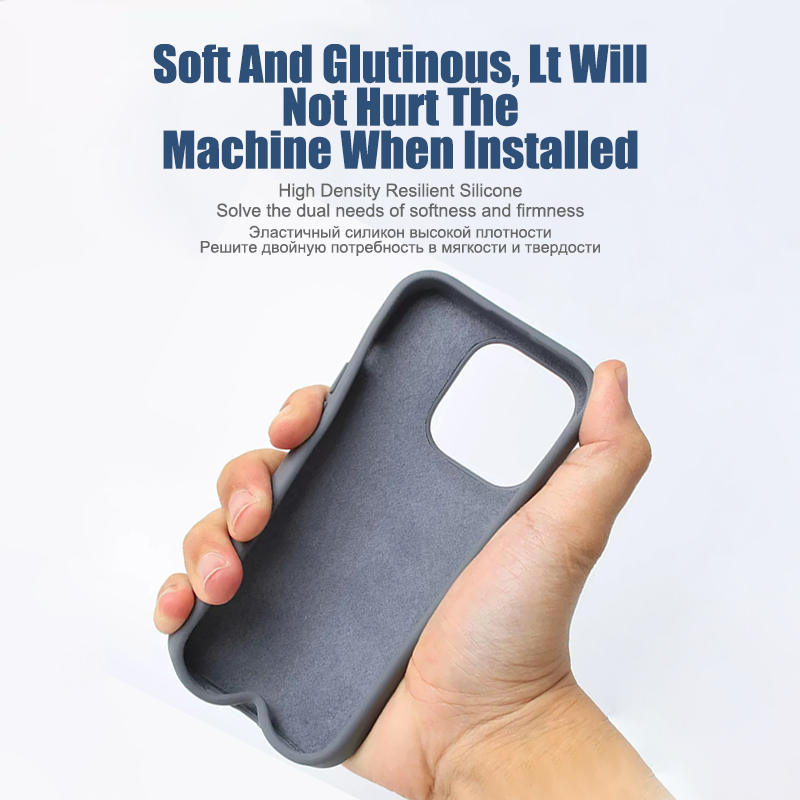 Soft And Glutinous, Lt Will
Not Hurt The
Machine When Installed
High Density Resilient Silicone
Solve the dual needs of softness and firmness
Эластичный силикон высокой плотности
Решите двойную потребность в мягкости и твердости